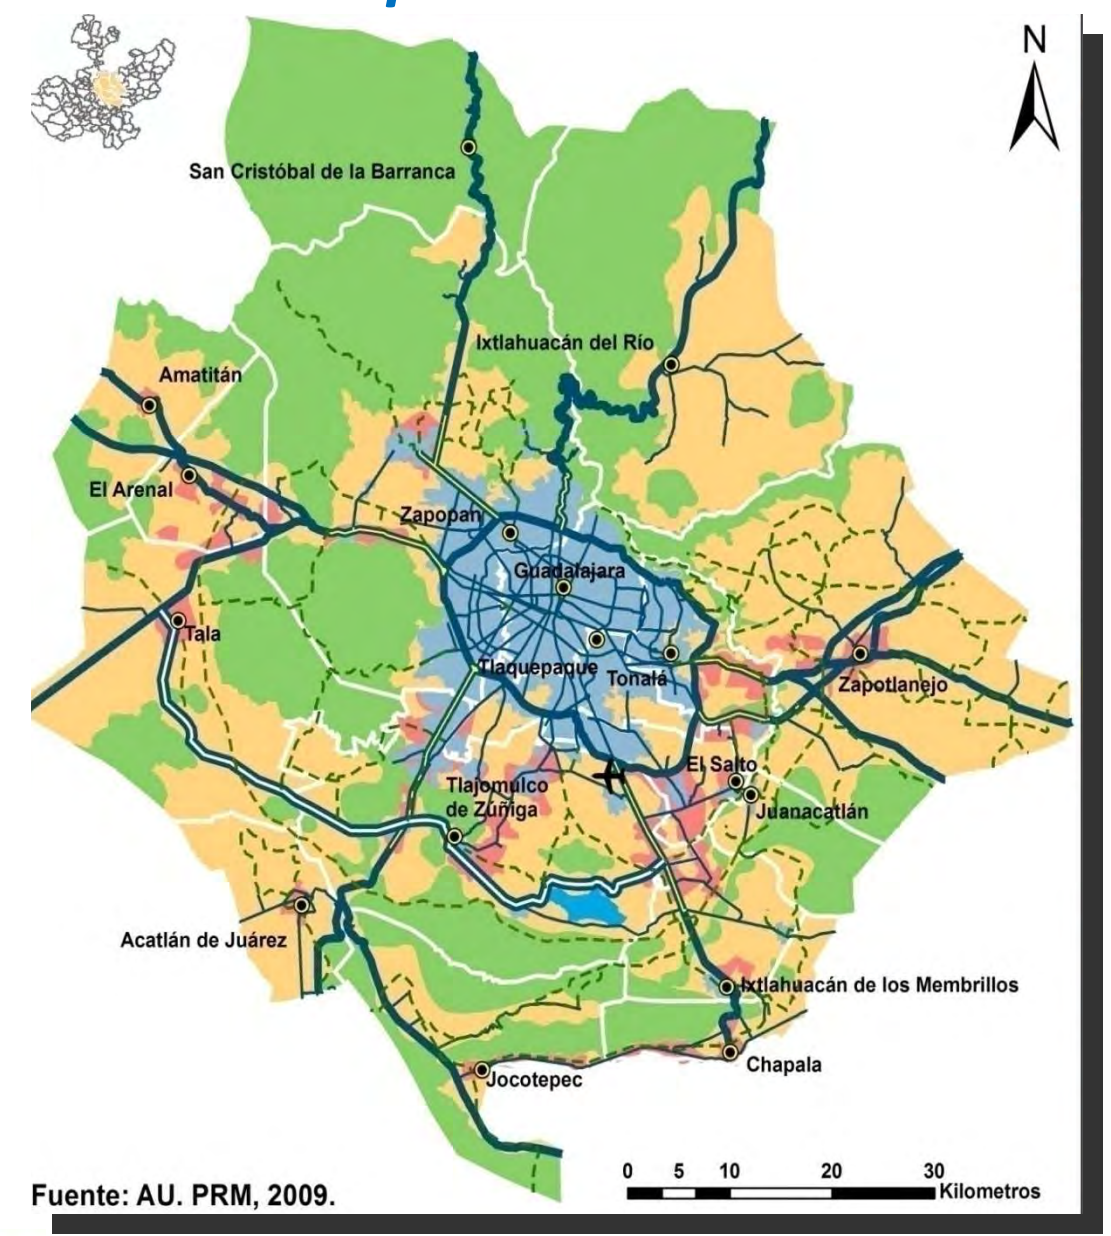 N
San Cristóbal de la Barranca
Ixtlahuacán del Río
Amatitán
El Arenal
Zapopan
Guadalajara
Tala
Tlaquepaque
Tonalá
Zapotlanejo
El Salto
Tlajomulco
de Zúñiga
Juanacatlán
Acatlán de Juárez
Ixtlahuacán de los Membrillos
Chapala
Jocotepec
0 5 10 20 30
Kilometros
Fuente: AU. PRM, 2009.